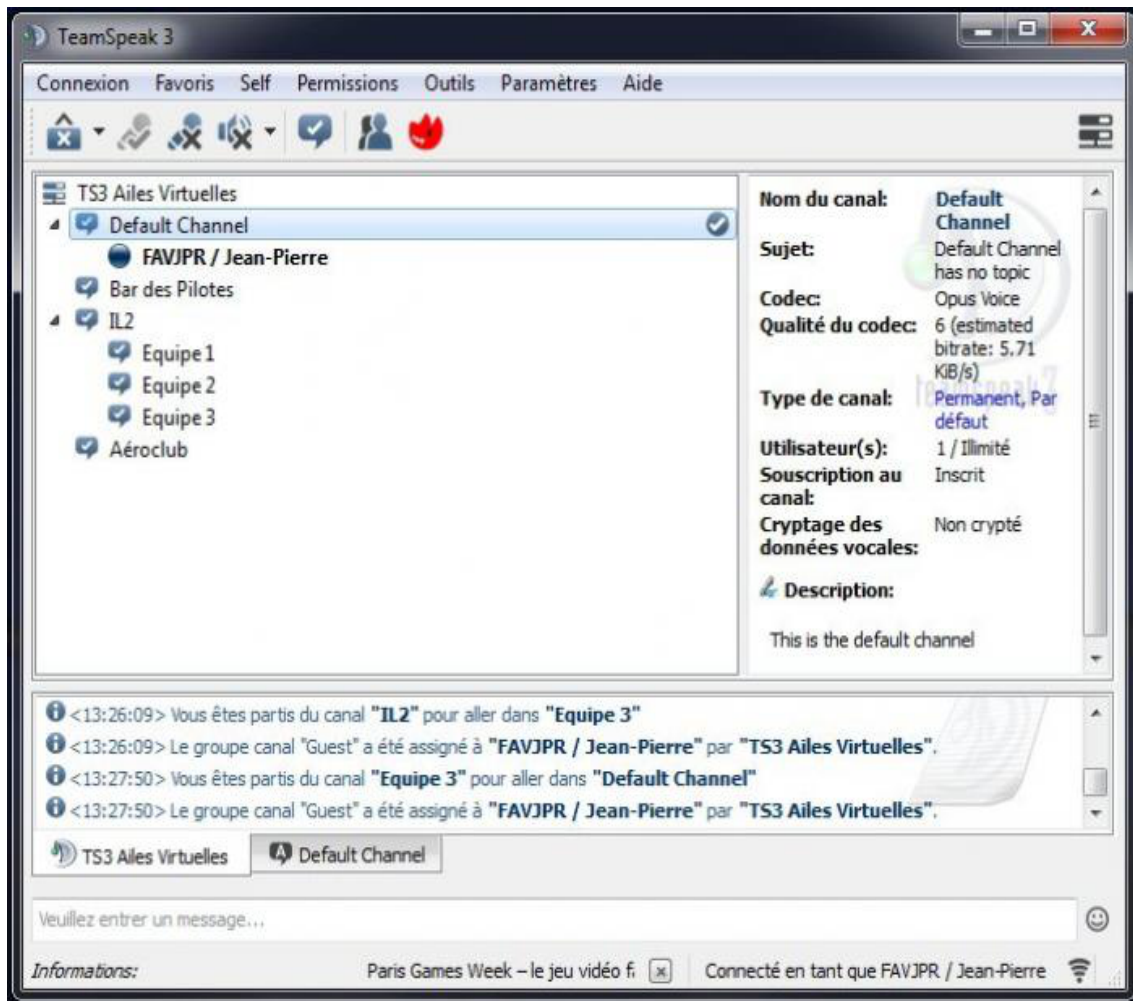 TeamSpeak 3
Connexion Favoris Self Permissions Outils Paramètres Aide
TS3 Ailes Virtuelles
Default Channel
FAVJPR / Jean-Pierre
Bar des Pilotes
IL2
Equipe 1
Equipe 2
Equipe 3
Aéroclub
Nom du canal: Default
Channel
Sujet: Default Channel
has no topic
Codec: Opus Voice
Qualité du codec: 6 (estimated
bitrate: 5.71
KiB/s)
Type de canal: Permanent, Par
défaut
Utilisateur(s): 1 / Illimité
Souscription au Inscrit
canal:
Cryptage des Non crypté
données vocales:
Description:
This is the default channel
teamspeak 3
<13:26:09> Vous êtes partis du canal "IL2" pour aller dans "Equipe 3"
<13:26:09> Le groupe canal "Guest" a été assigné à "FAVJPR / Jean-Pierre" par "TS3 Ailes Virtuelles".
<13:27:50> Vous êtes partis du canal "Equipe 3" pour aller dans "Default Channel"
<13:27:50> Le groupe canal "Guest" a été assigné à "FAVJPR / Jean-Pierre" par "TS3 Ailes Virtuelles".
TS3 Ailes Virtuelles Default Channel
Veuillez entrer un message...
Informations: Paris Games Week – le jeu vidéo Connecté en tant que FAVJPR / Jean-Pierre